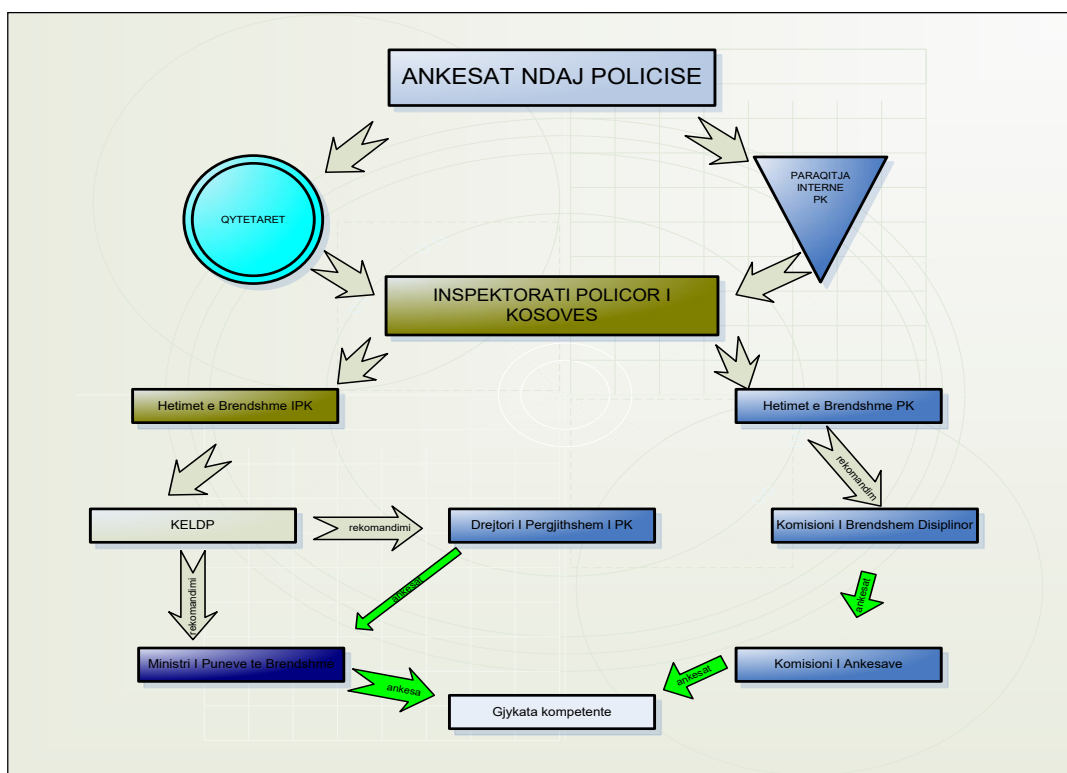 ANKESAT NDAJ POLICISE
QYTETARET
PARAQITJA
INTERNE
PK
INSPEKTORATI POLICOR I
KOSOVES
Hetimet e Brendshme IPK
Hetimet e Brendshme PK
rekomandim
KELDP
rekomandimi
Drejtori I Pergjithshem I PK
Komisioni I Brendshem Disiplinor
rekomandimi
ankesat
ankesat
Ministri I Puneve te Brendshme
ankesa
ankesat
Komisioni I Ankesave
Gjykata kompetente